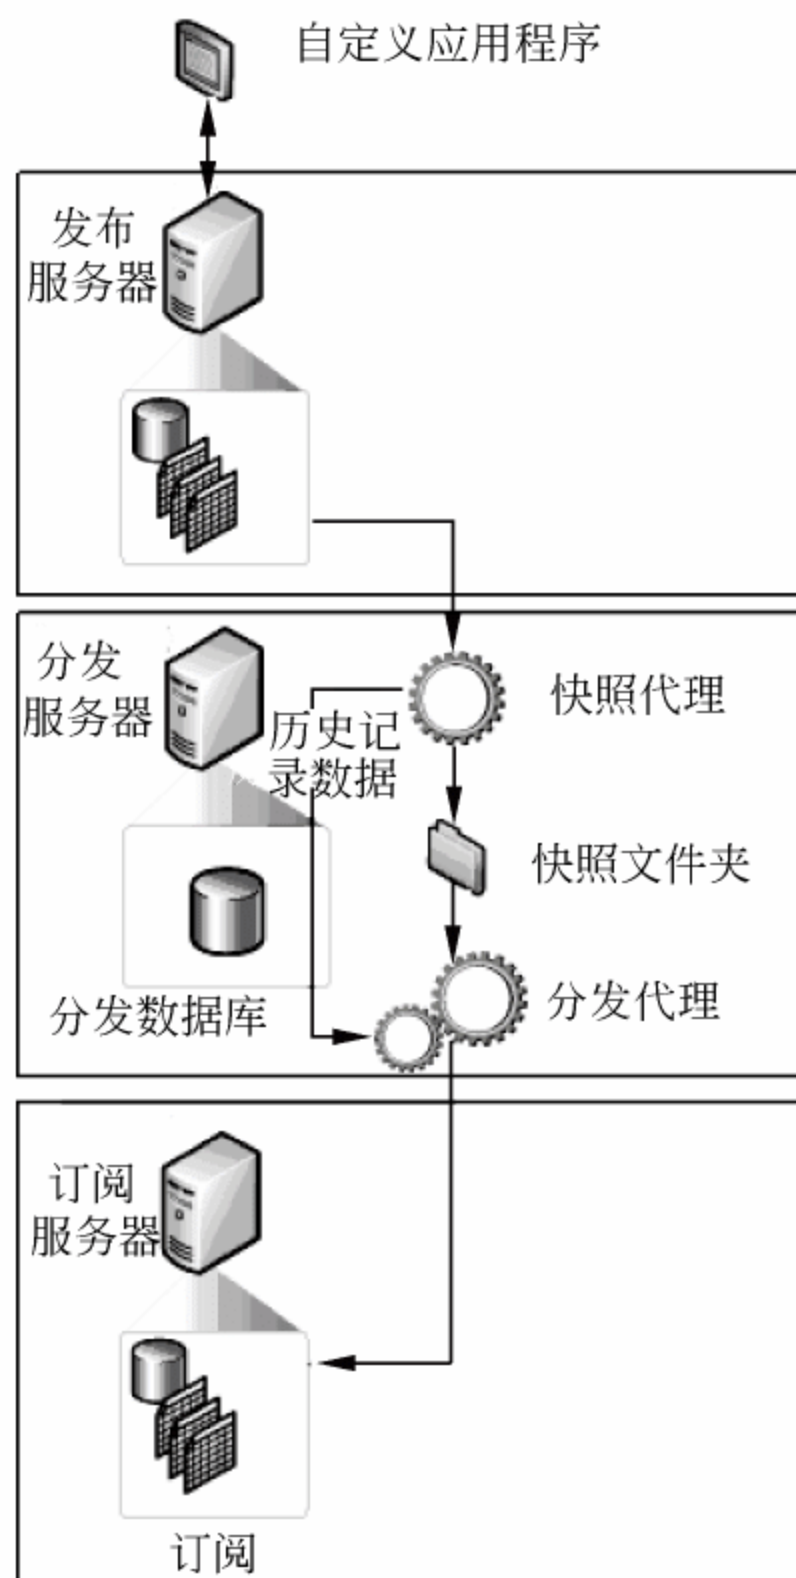 自定义应用程序
发布
服务器
分发
服务器
历史记
录数据
快照代理
快照文件夹
分发代理
分发数据库
订阅
服务器
订阅